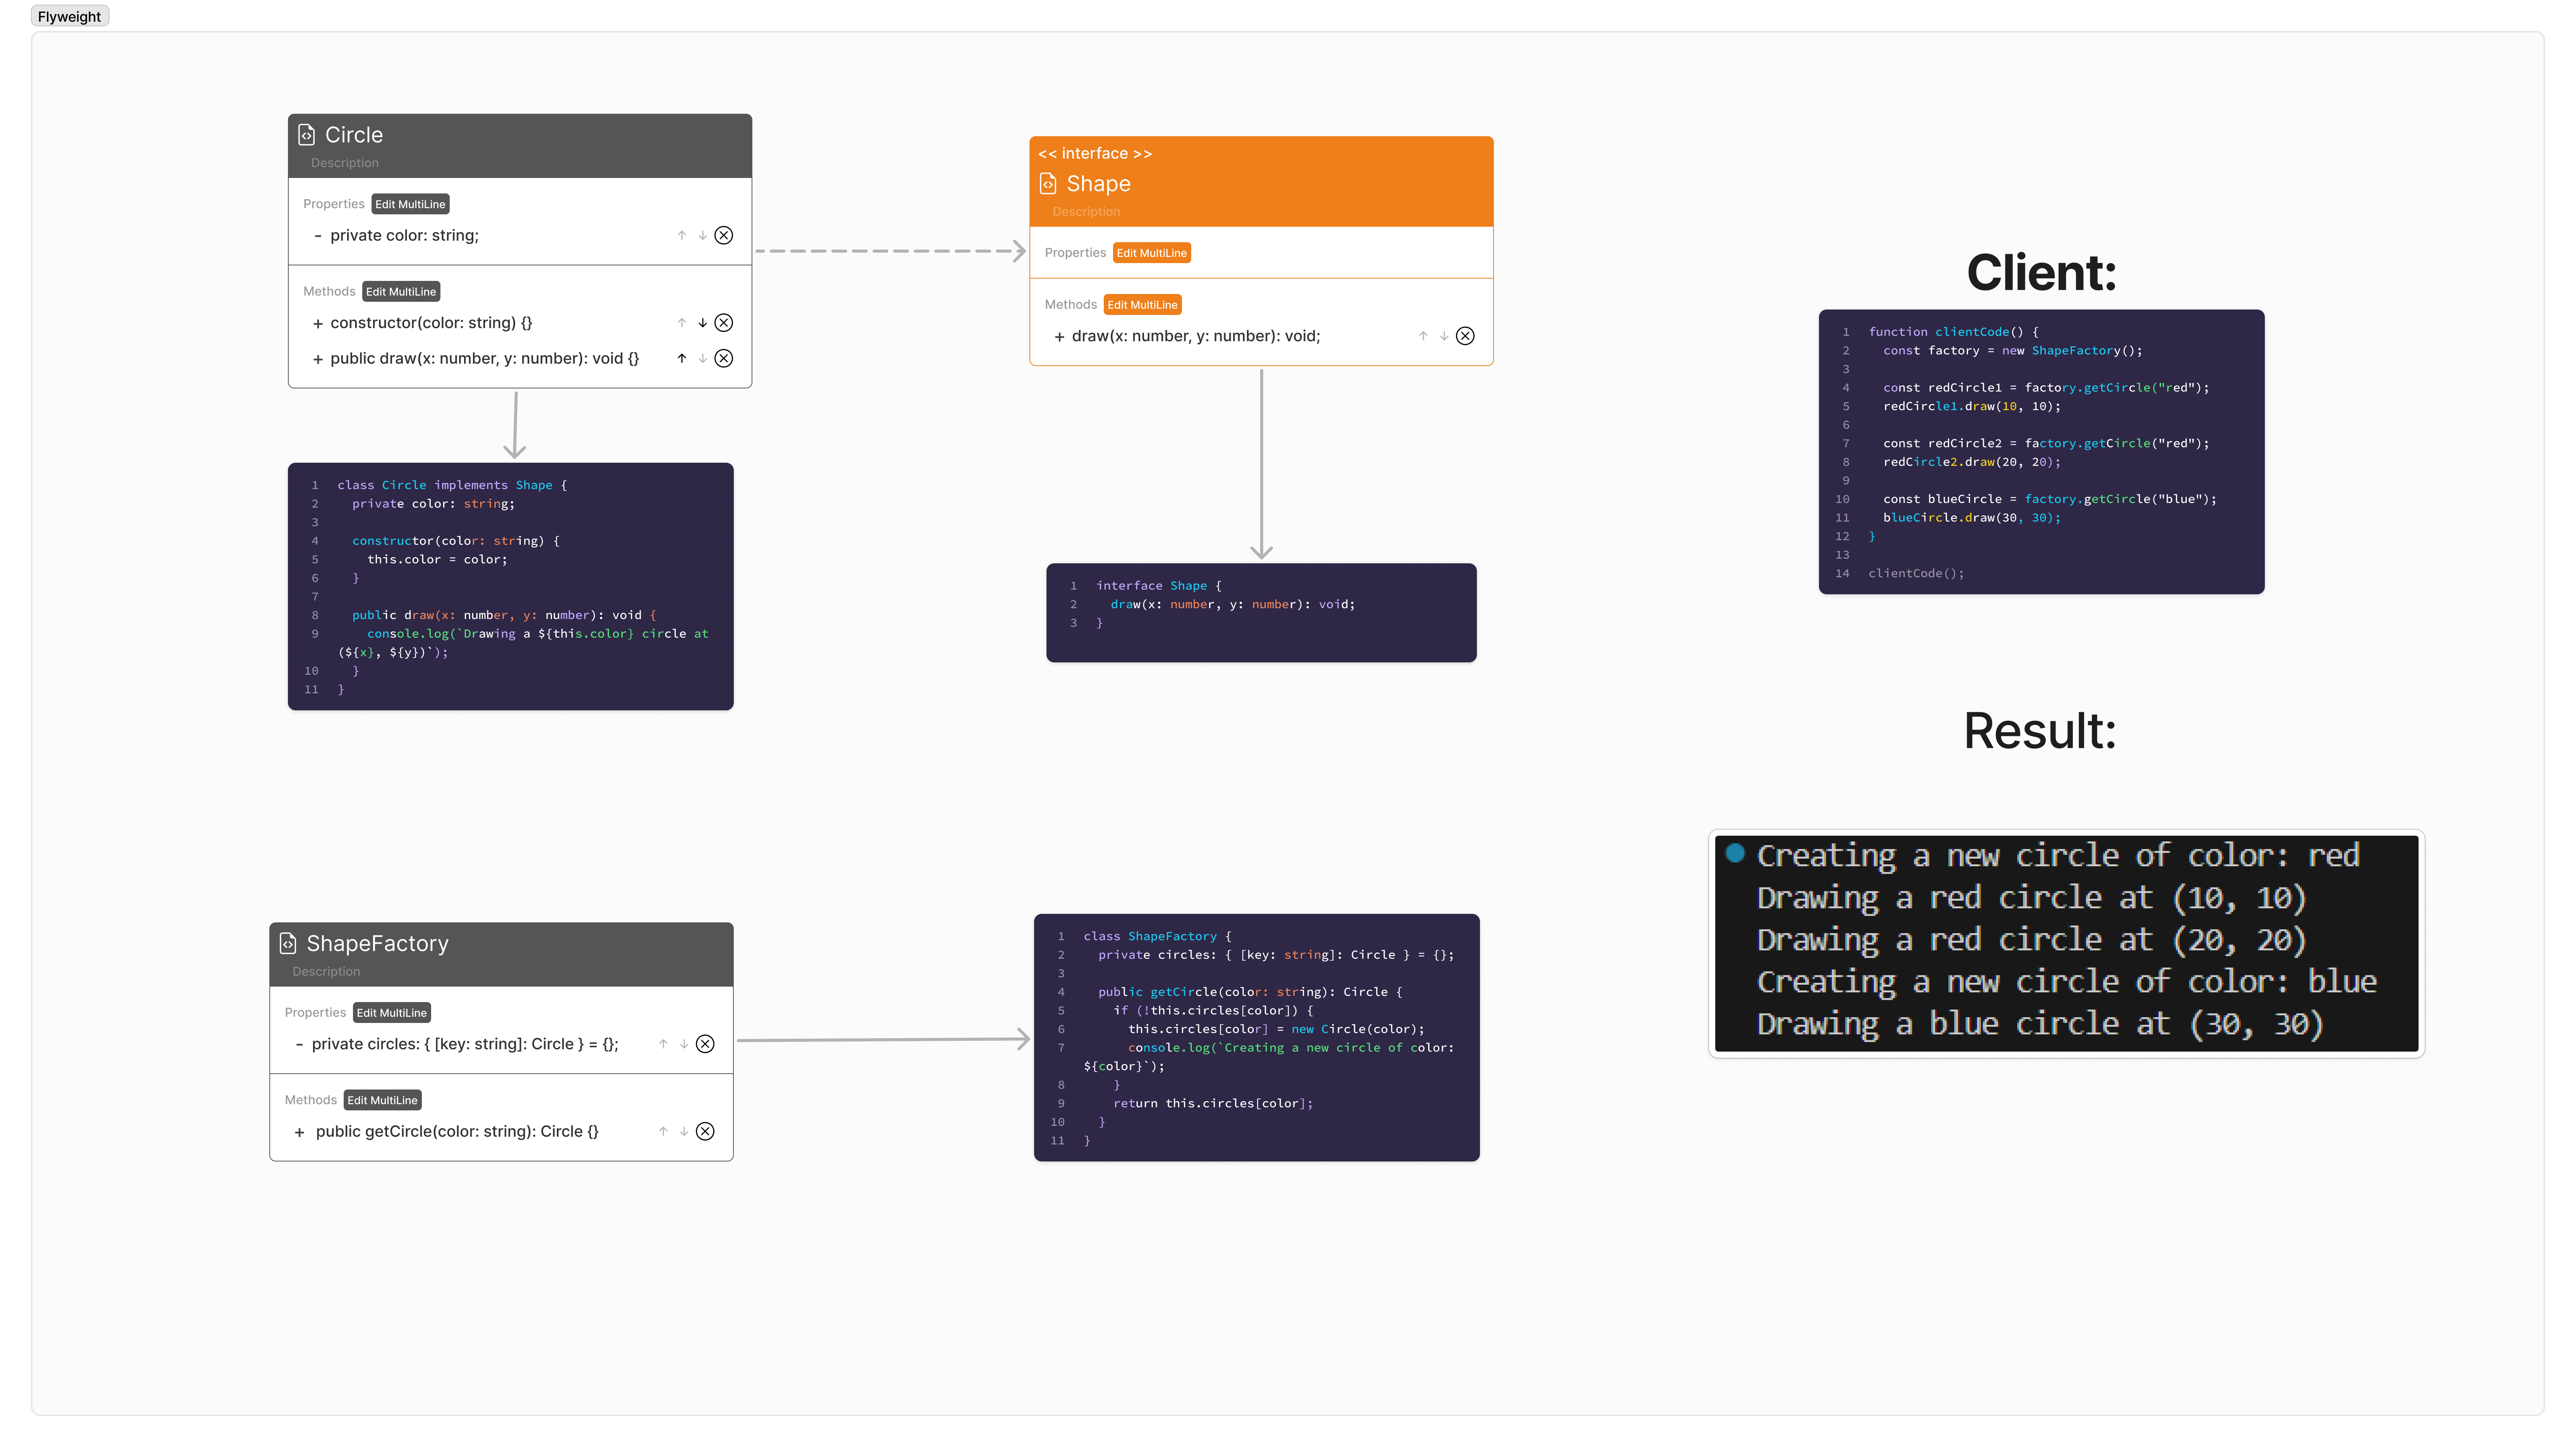 Flyweight
Circle
Description
Properties Edit MultiLine
- private color: string;
Methods Edit MultiLine
+ constructor(color: string) {}
+ public draw(x: number, y: number): void {}
1 class Circle implements Shape {
2   private color: string;
3
4   constructor(color: string) {
5     this.color = color;
6   }
7
8   public draw(x: number, y: number): void {
9     console.log(`Drawing a ${this.color} circle at
(${x}, ${y})`);
10   }
11 }
<< interface >>
Shape
Description
Properties Edit MultiLine
Methods Edit MultiLine
+ draw(x: number, y: number): void;
1 interface Shape {
2   draw(x: number, y: number): void;
3 }
Client:
1 function clientCode() {
2   const factory = new ShapeFactory();
3
4   const redCircle1 = factory.getCircle("red");
5   redCircle1.draw(10, 10);
6
7   const redCircle2 = factory.getCircle("red");
8   redCircle2.draw(20, 20);
9
10   const blueCircle = factory.getCircle("blue");
11   blueCircle.draw(30, 30);
12 }
13
14 clientCode();
ShapeFactory
Description
Properties Edit MultiLine
- private circles: { [key: string]: Circle } = {};
Methods Edit MultiLine
+ public getCircle(color: string): Circle {}
1 class ShapeFactory {
2   private circles: { [key: string]: Circle } = {};
3
4   public getCircle(color: string): Circle {
5     if (!this.circles[color]) {
6       this.circles[color] = new Circle(color);
7       console.log(`Creating a new circle of color:
${color}`);
8     }
9     return this.circles[color];
10   }
11 }
Result:
Creating a new circle of color: red
Drawing a red circle at (10, 10)
Drawing a red circle at (20, 20)
Creating a new circle of color: blue
Drawing a blue circle at (30, 30)